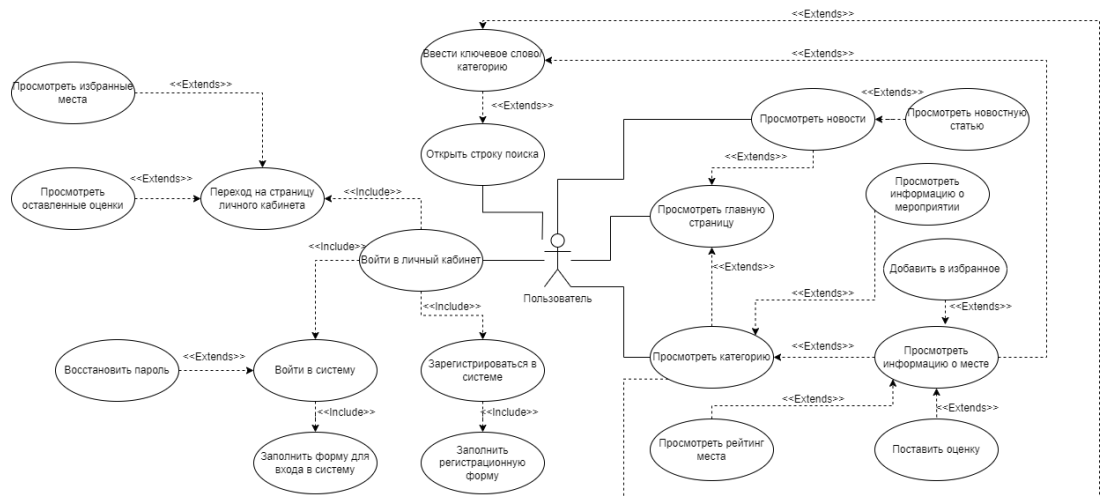 <<Extends>>
Ввести ключевое слово/
категорию
<<Extends>>
Просмотреть избранные
места
<<Extends>>
<<Extends>>
Открыть строку поиска
Просмотреть новости
<<Extends>>
Просмотреть новостную
статью
<<Extends>>
Просмотреть
оставленные оценки
<<Extends>>
Переход на страницу
личного кабинета
<<Include>>
Просмотреть главную
страницу
Просмотреть
информацию о
мероприятии
<<Include>>
Войти в личный кабинет
Пользователь
<<Extends>>
Добавить в избранное
<<Extends>>
<<Include>>
<<Extends>>
Восстановить пароль
<<Extends>>
Войти в систему
Зарегистрироваться в
системе
Просмотреть категорию
<<Extends>>
Просмотреть
информацию о месте
<<Include>>
<<Include>>
<<Extends>>
<<Extends>>
Заполнить форму для
входа в систему
Заполнить
регистрационную
форму
Просмотреть рейтинг
места
Поставить оценку